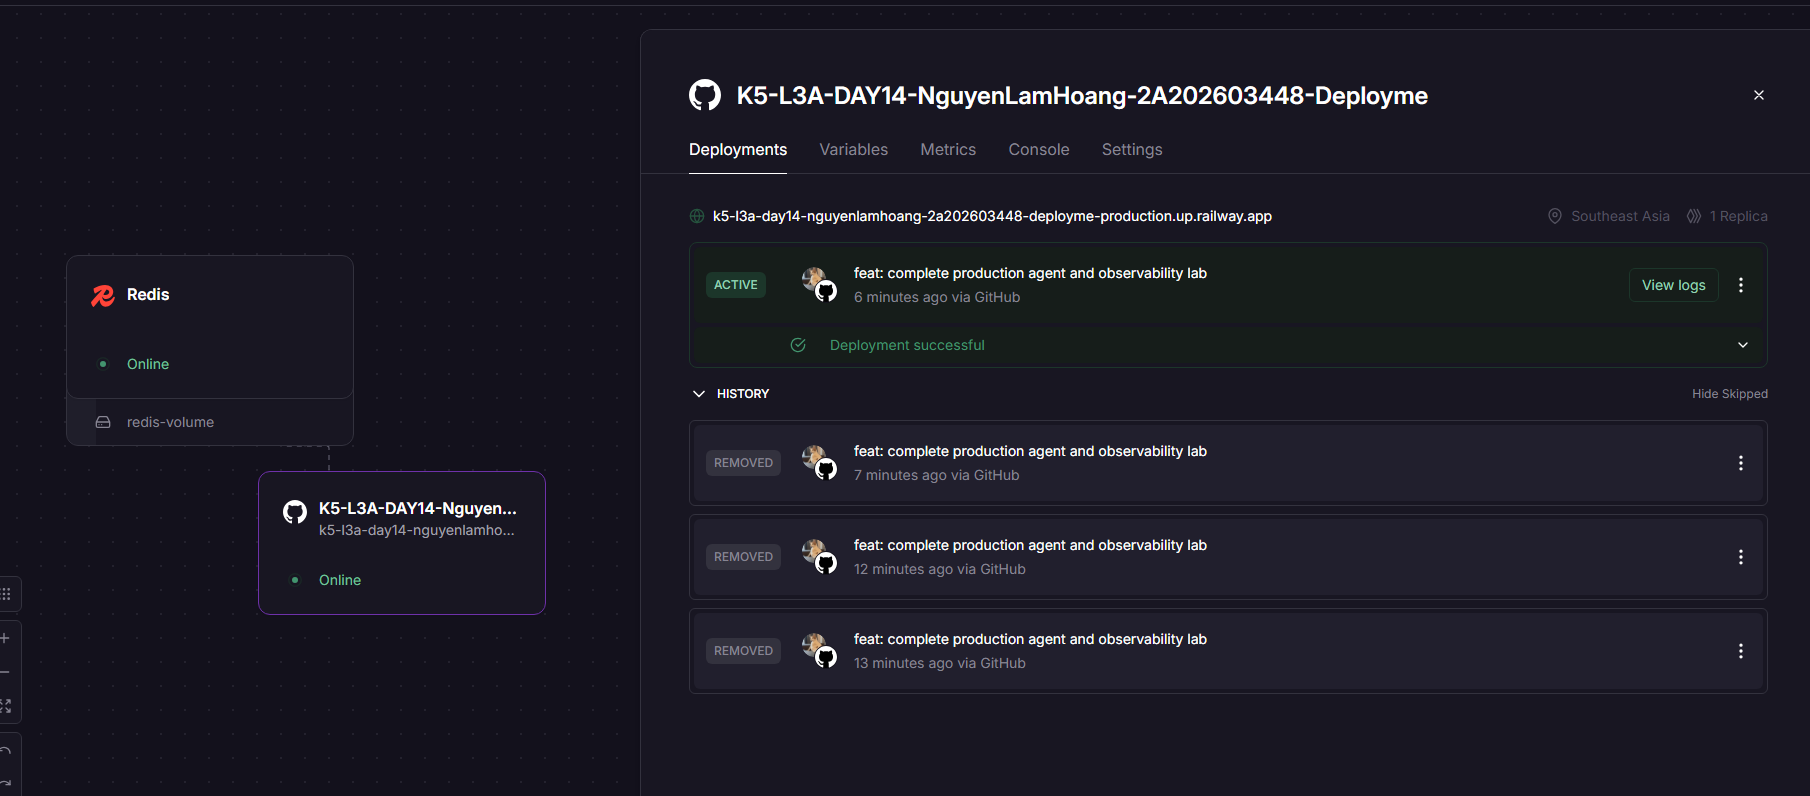 Redis
Online
redis-volume
K5-L3A-DAY14-Nguyen...
k5-l3a-day14-nguyenlamho...
Online
K5-L3A-DAY14-NguyenLamHoang-2A202603448-Deployme
Deployments Variables Metrics Console Settings
k5-l3a-day14-nguyenlamhoang-2a202603448-deployme-production.up.railway.app Southeast Asia 1 Replica
ACTIVE
feat: complete production agent and observability lab
6 minutes ago via GitHub
View logs
Deployment successful
HISTORY Hide Skipped
REMOVED
feat: complete production agent and observability lab
7 minutes ago via GitHub
REMOVED
feat: complete production agent and observability lab
12 minutes ago via GitHub
REMOVED
feat: complete production agent and observability lab
13 minutes ago via GitHub